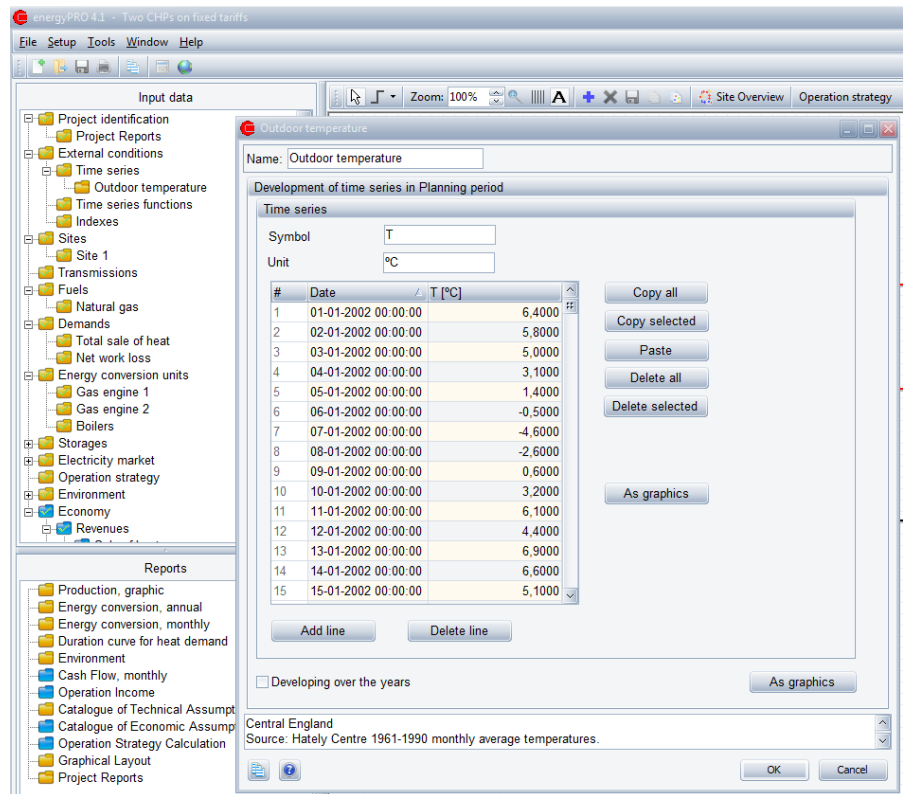 energyPRO 4.1 - Two CHPs on fixed tariffs
File Setup Tools Window Help
Input data
Zoom: 100% A Site Overview Operation strategy
Project identification
Project Reports
External conditions
Time series
Outdoor temperature
Time series functions
Indexes
Sites
Site 1
Transmissions
Fuels
Natural gas
Demands
Total sale of heat
Net work loss
Energy conversion units
Gas engine 1
Gas engine 2
Boilers
Storages
Electricity market
Operation strategy
Environment
Economy
Revenues
Reports
Production, graphic
Energy conversion, annual
Energy conversion, monthly
Duration curve for heat demand
Environment
Cash Flow, monthly
Operation Income
Catalogue of Technical Assumpt
Catalogue of Economic Assump
Operation Strategy Calculation
Graphical Layout
Project Reports
Outdoor temperature
Name: Outdoor temperature
Development of time series in Planning period
Time series
Symbol T
Unit ºC
# Date T [ºC]
1 01-01-2002 00:00:00 6,4000
2 02-01-2002 00:00:00 5,8000
3 03-01-2002 00:00:00 5,0000
4 04-01-2002 00:00:00 3,1000
5 05-01-2002 00:00:00 1,4000
6 06-01-2002 00:00:00 -0,5000
7 07-01-2002 00:00:00 -4,6000
8 08-01-2002 00:00:00 -2,6000
9 09-01-2002 00:00:00 0,6000
10 10-01-2002 00:00:00 3,2000
11 11-01-2002 00:00:00 6,1000
12 12-01-2002 00:00:00 4,4000
13 13-01-2002 00:00:00 6,9000
14 14-01-2002 00:00:00 6,6000
15 15-01-2002 00:00:00 5,1000
Copy all
Copy selected
Paste
Delete all
Delete selected
As graphics
Add line Delete line
Developing over the years
As graphics
Central England
Source: Hately Centre 1961-1990 monthly average temperatures.
OK Cancel